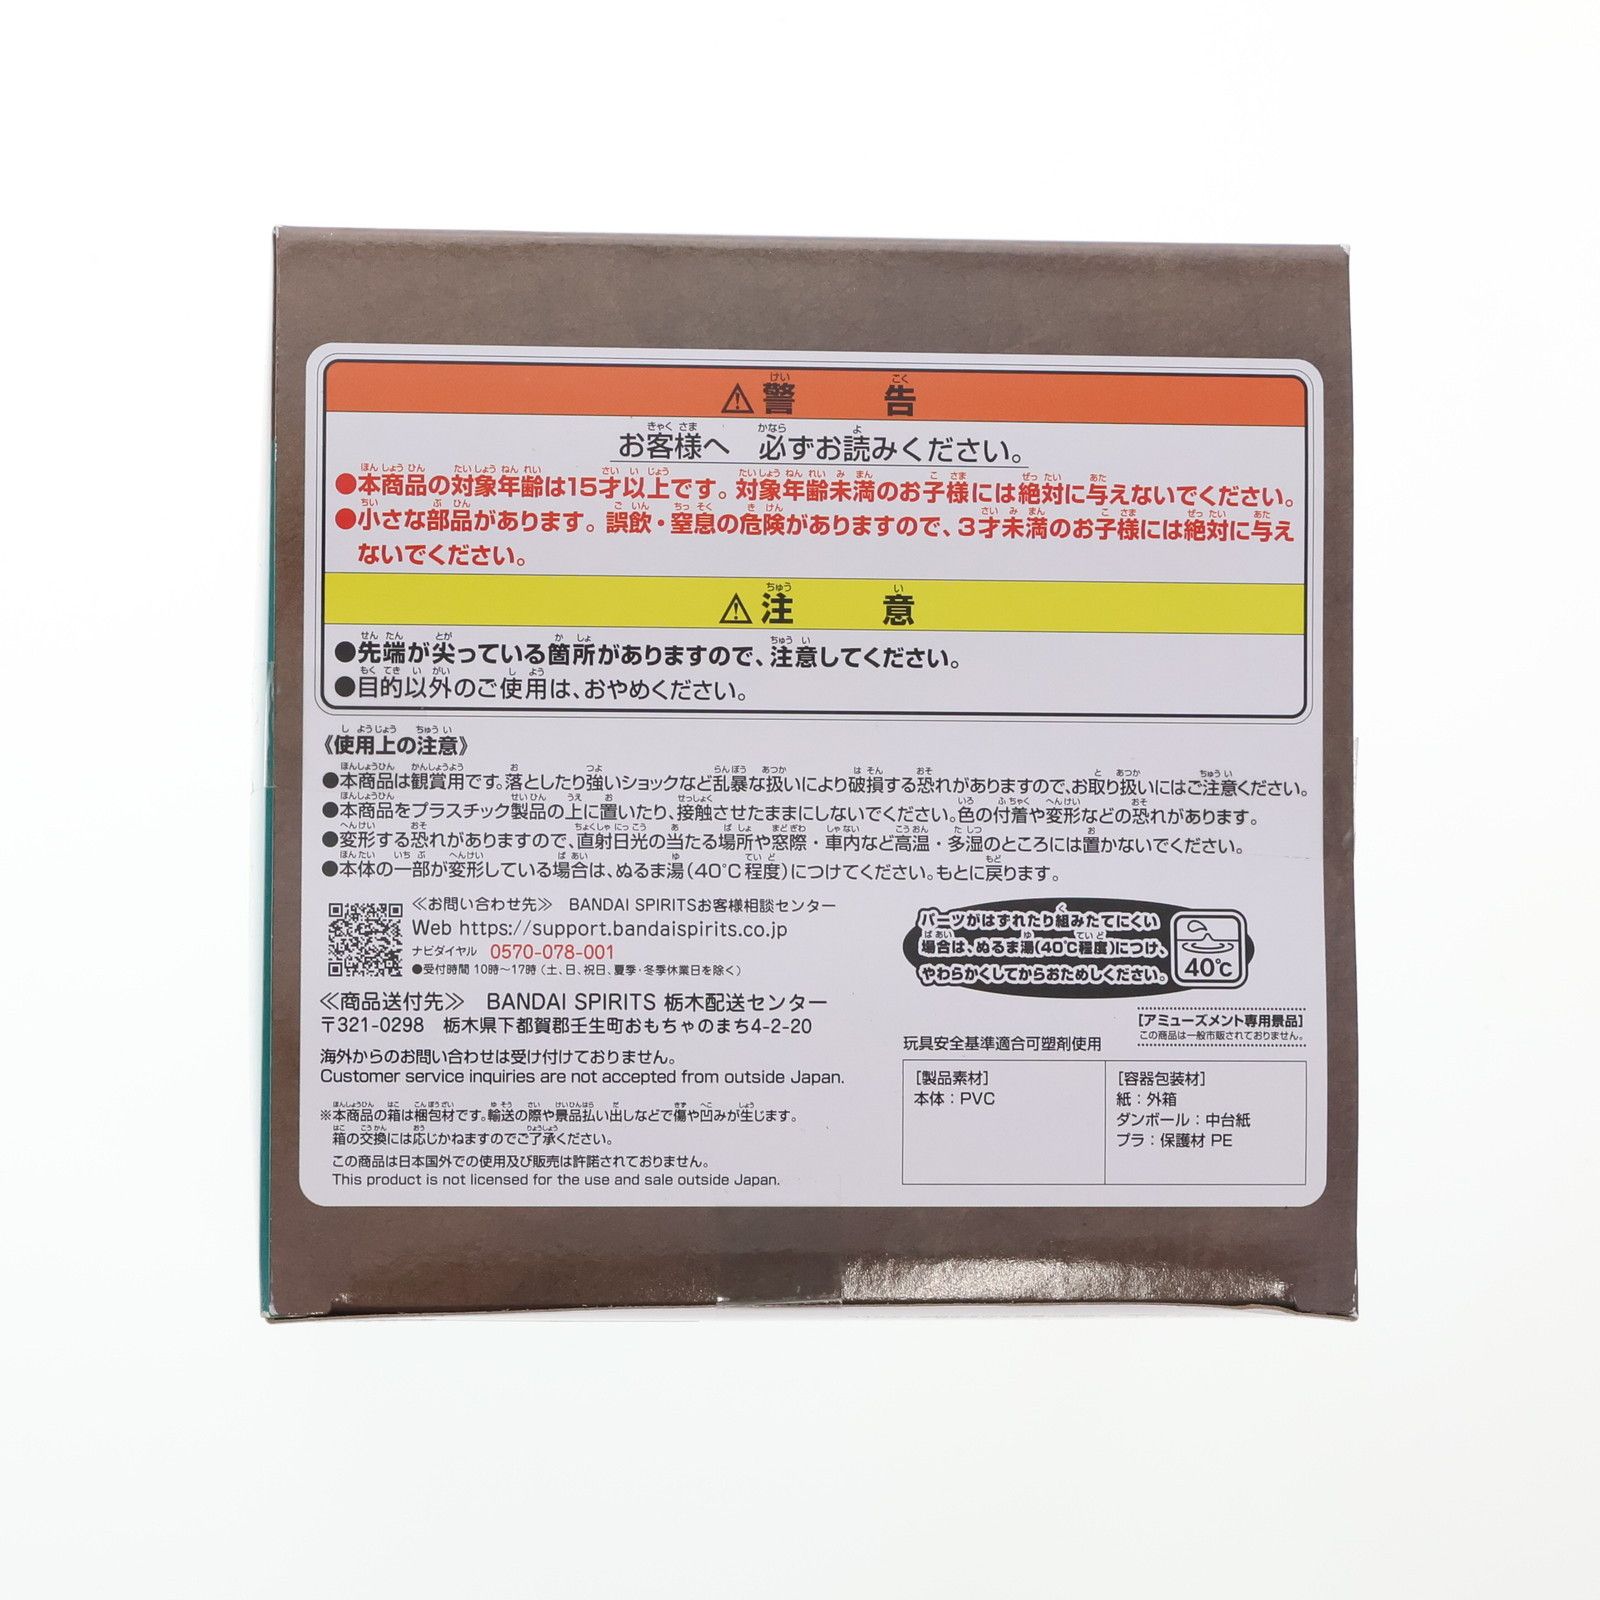 ⚠警告
お客様へ 必ずお読みください。
●本商品の対象年齢は15才以上です。対象年齢未満のお子様には絶対に与えないでください。
●小さな部品があります。誤飲・窒息の危険がありますので、3才未満のお子様には絶対に与え
ないでください。
⚠注意
●先端が尖っている箇所がありますので、注意してください。
●目的以外のご使用は、おやめください。
《使用上の注意》
●本商品は観賞用です。落としたり強いショックなど乱暴な扱いにより破損する恐れがありますので、お取り扱いにはご注意ください。
●本商品をプラスチック製品の上に置いたり、接触させたままにしないでください。色の付着や変形などの恐れがあります。
●変形する恐れがありますので、直射日光の当たる場所や窓際・車内など高温・多湿のところには置かないでください。
●本体の一部が変形している場合は、ぬるま湯(40℃程度)につけてください。もとに戻ります。
≪お問い合わせ先≫ BANDAI SPIRITSお客様相談センター
Web https://support.bandaispirits.co.jp
ナビダイヤル 0570-078-001
●受付時間 10時〜17時(土、日、祝日、夏季・冬季休業日を除く)
≪商品送付先≫ BANDAI SPIRITS 栃木配送センター
〒321-0298 栃木県下都賀郡壬生町おもちゃのまち4-2-20
海外からのお問い合わせは受け付けておりません。
Customer service inquiries are not accepted from outside Japan.
※本商品の箱は梱包材です。輸送の際や景品払い出しなどで傷や凹みが生じます。
箱の交換には応じかねますのでご了承ください。
この商品は日本国外での使用及び販売は許諾されておりません。
This product is not licensed for the use and sale outside Japan.
パーツがはずれたり組みたてにくい
場合は、ぬるま湯(40℃程度)につけ、
やわらかくしてからおためしください。
40℃
[アミューズメント専用景品]
この商品は一般市販されておりません。
玩具安全基準適合可塑剤使用
[製品素材]
本体：PVC
[容器包装材]
紙：外箱
ダンボール：中台紙
プラ：保護材 PE